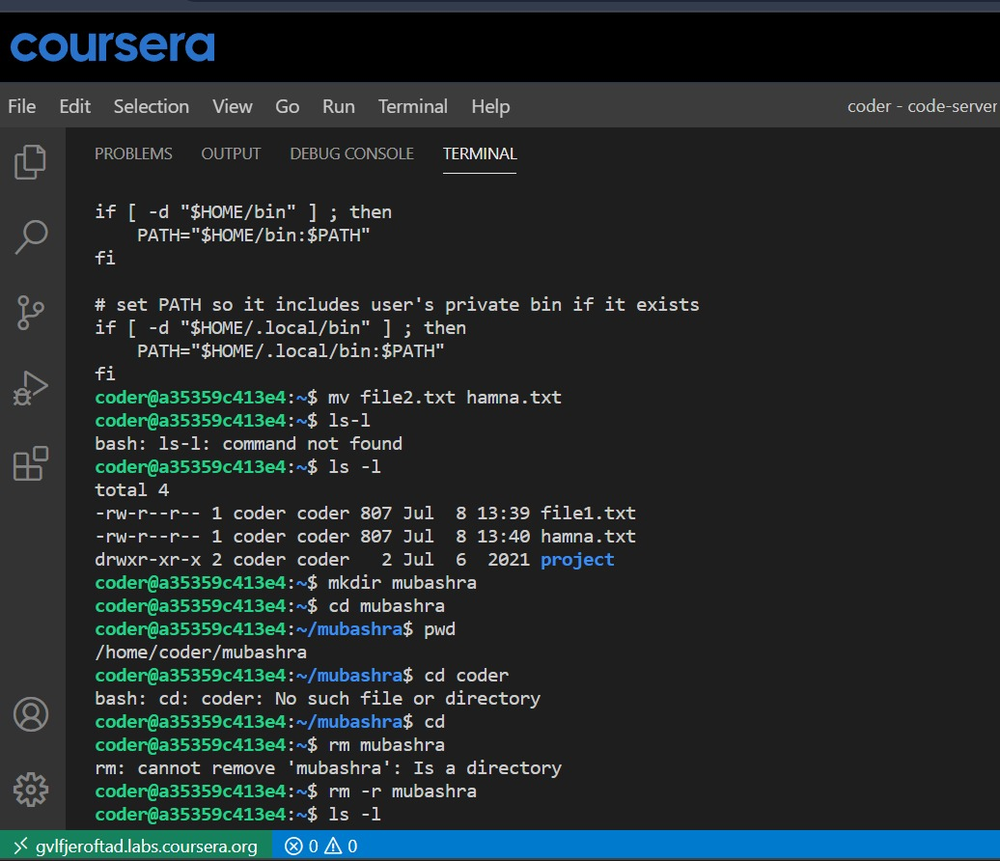 coursera
File Edit Selection View Go Run Terminal Help coder - code-server
PROBLEMS OUTPUT DEBUG CONSOLE TERMINAL
if [ -d "$HOME/bin" ] ; then
    PATH="$HOME/bin:$PATH"
fi

# set PATH so it includes user's private bin if it exists
if [ -d "$HOME/.local/bin" ] ; then
    PATH="$HOME/.local/bin:$PATH"
fi
coder@a35359c413e4:~$ mv file2.txt hamna.txt
coder@a35359c413e4:~$ ls-l
bash: ls-l: command not found
coder@a35359c413e4:~$ ls -l
total 4
-rw-r--r-- 1 coder coder 807 Jul  8 13:39 file1.txt
-rw-r--r-- 1 coder coder 807 Jul  8 13:40 hamna.txt
drwxr-xr-x 2 coder coder   2 Jul  6  2021 project
coder@a35359c413e4:~$ mkdir mubashra
coder@a35359c413e4:~$ cd mubashra
coder@a35359c413e4:~/mubashra$ pwd
/home/coder/mubashra
coder@a35359c413e4:~/mubashra$ cd coder
bash: cd: coder: No such file or directory
coder@a35359c413e4:~/mubashra$ cd
coder@a35359c413e4:~$ rm mubashra
rm: cannot remove 'mubashra': Is a directory
coder@a35359c413e4:~$ rm -r mubashra
coder@a35359c413e4:~$ ls -l
gvlfjeroftad.labs.coursera.org 0 0